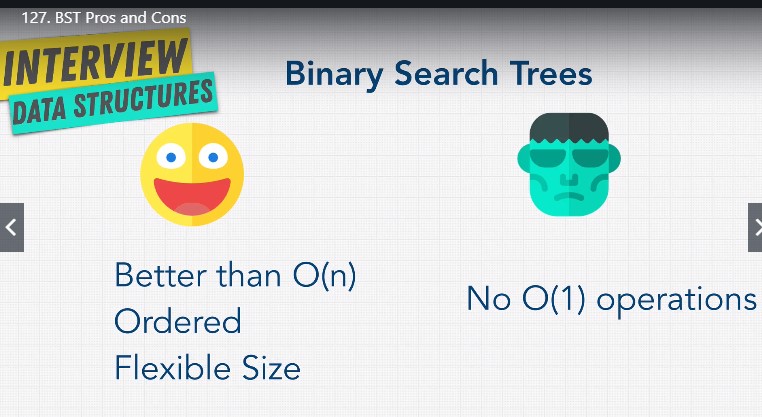 127. BST Pros and Cons
INTERVIEW
DATA STRUCTURES
Binary Search Trees
Better than O(n)
Ordered
Flexible Size
No O(1) operations